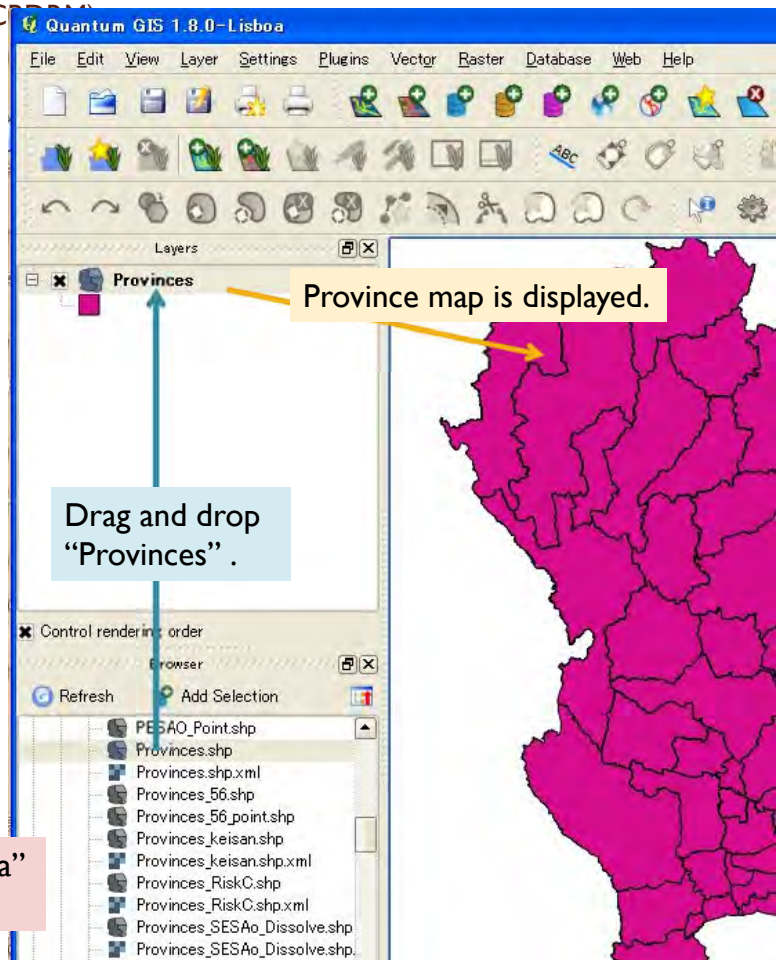 Quantum GIS 1.8.0-Lisboa
File Edit View Layer Settings Plugins Vector Raster Database Web Help
ABC
Layers
Provinces
Province map is displayed.
Drag and drop
“Provinces” .
Control rendering order
Browser
Refresh Add Selection
PESAO_Point.shp
Provinces.shp
Provinces.shp.xml
Provinces_56.shp
Provinces_56_point.shp
Provinces_keisan.shp
Provinces_keisan.shp.xml
Provinces_RiskC.shp
Provinces_RiskC.shp.xml
Provinces_SESAo_Dissolve.shp
Provinces_SESAo_Dissolve.shp.
a”